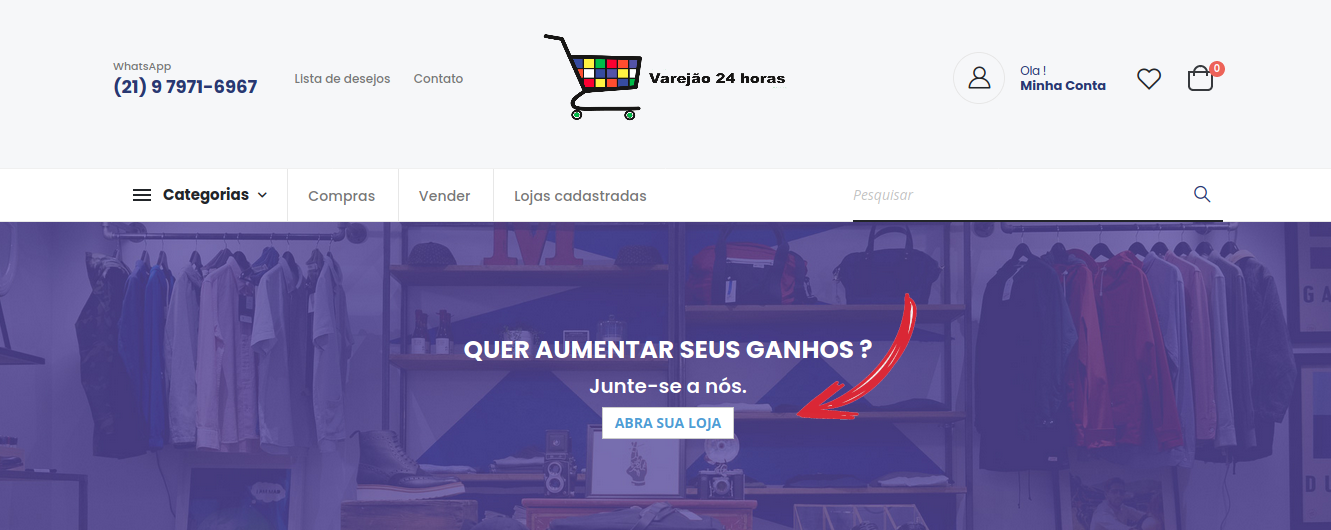 WhatsApp
(21) 9 7971-6967
Lista de desejos
Contato
Varejão 24 horas
Ola !
Minha Conta
0
Categorias
Compras
Vender
Lojas cadastradas
Pesquisar
M
QUER AUMENTAR SEUS GANHOS ?
Junte-se a nós.
ABRA SUA LOJA